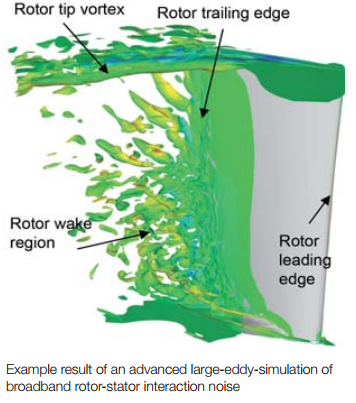 Rotor tip vortex
Rotor trailing edge
Rotor wake
region
Rotor
leading
edge
Example result of an advanced large-eddy-simulation of
broadband rotor-stator interaction noise